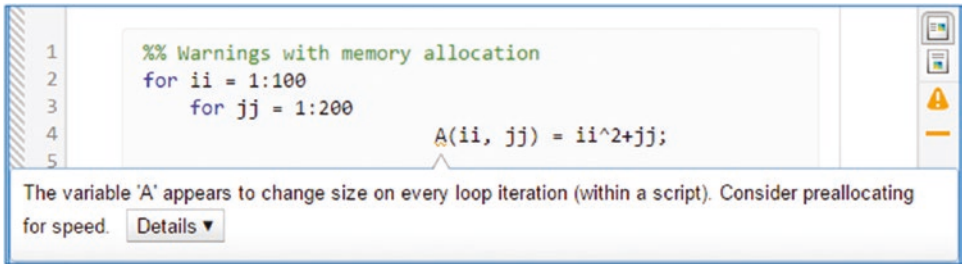 1 %% Warnings with memory allocation
2 for ii = 1:100
3 for jj = 1:200
4 A(ii, jj) = ii^2+jj;
5
The variable 'A' appears to change size on every loop iteration (within a script). Consider preallocating
for speed. Details ▼